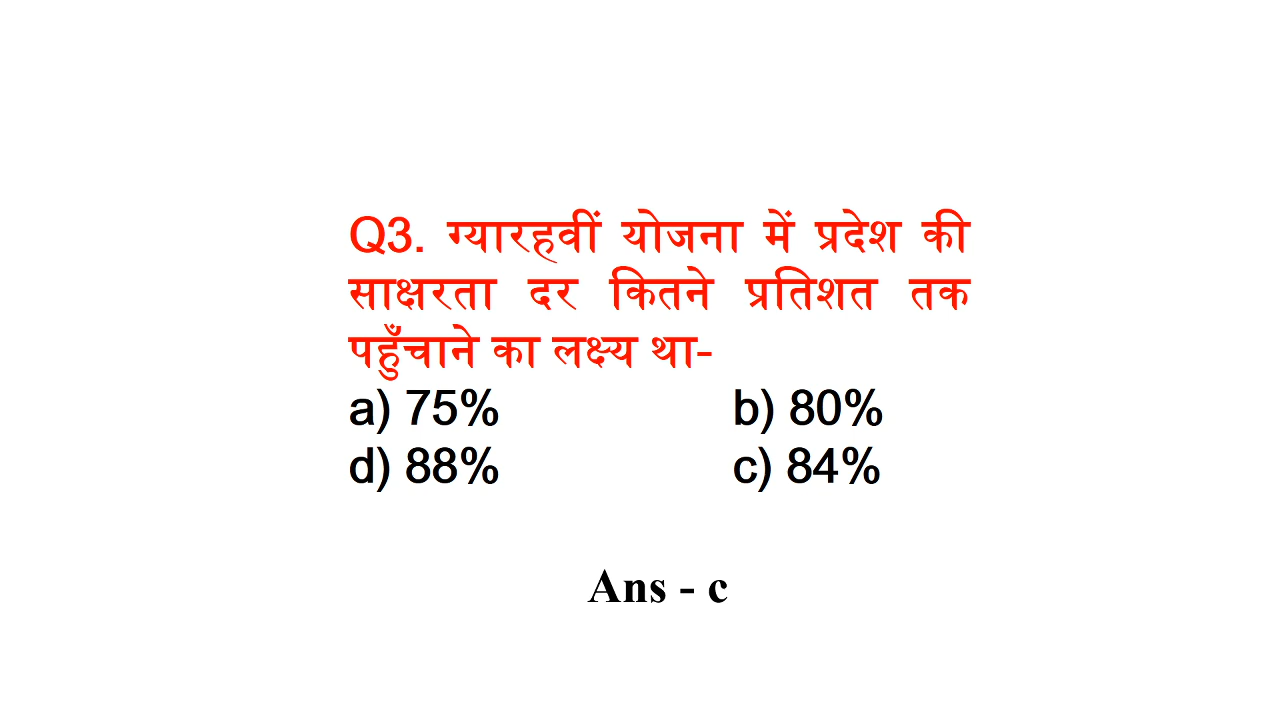 Q3. ग्यारहवीं योजना में प्रदेश की
साक्षरता दर कितने प्रतिशत तक
पहुँचाने का लक्ष्य था-
a) 75% b) 80%
d) 88% c) 84%
Ans - c